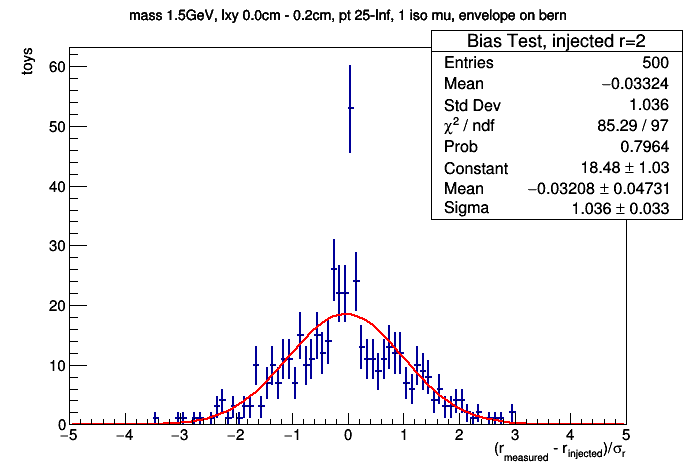 mass 1.5GeV, lxy 0.0cm - 0.2cm, pt 25-Inf, 1 iso mu, envelope on bern
Bias Test, injected r=2
Entries 500
Mean −0.03324
Std Dev 1.036
χ² / ndf 85.29 / 97
Prob 0.7964
Constant 18.48 ± 1.03
Mean −0.03208 ± 0.04731
Sigma 1.036 ± 0.033
toys
60
50
40
30
20
10
0
−5 −4 −3 −2 −1 0 1 2 3 4 5
(r_measured - r_injected)/σ_r